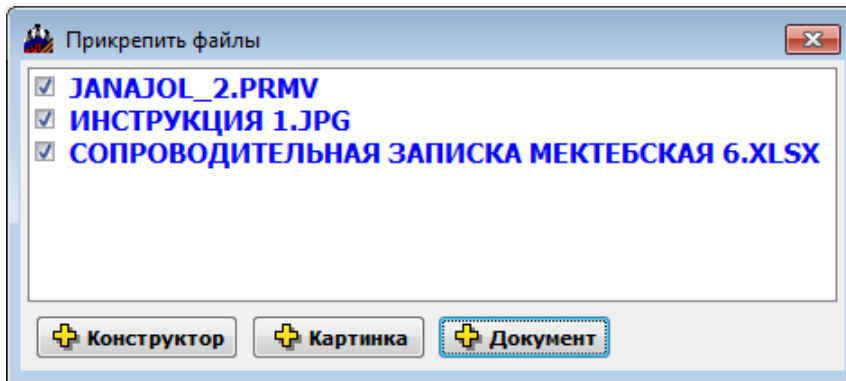 Прикрепить файлы
JANAJOL_2.PRMV
ИНСТРУКЦИЯ 1.JPG
СОПРОВОДИТЕЛЬНАЯ ЗАПИСКА МЕКТЕБСКАЯ 6.XLSX
Конструктор Картинка Документ